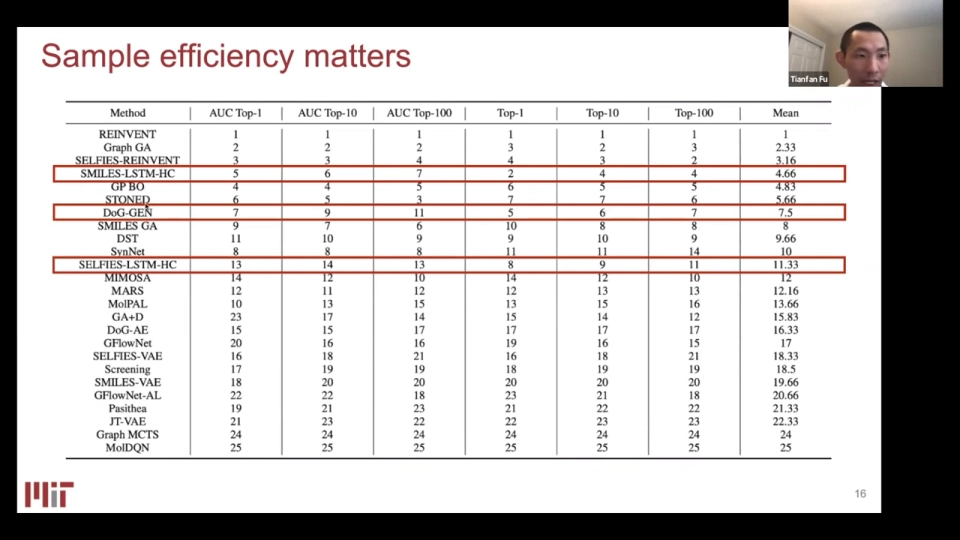 Sample efficiency matters
Tianfan Fu
Method AUC Top-1 AUC Top-10 AUC Top-100 Top-1 Top-10 Top-100 Mean
REINVENT 1 1 1 1 1 1 1
Graph GA 2 2 2 3 2 3 2.33
SELFIES-REINVENT 3 3 4 4 3 2 3.16
SMILES-LSTM-HC 5 6 7 2 4 4 4.66
GP BO 4 4 5 6 5 5 4.83
STONED 6 5 3 7 7 6 5.66
DoG-GEN 7 9 11 5 6 7 7.5
SMILES GA 9 7 6 10 8 8 8
DST 11 10 9 9 10 9 9.66
SynNet 8 8 8 11 11 14 10
SELFIES-LSTM-HC 13 14 13 8 9 11 11.33
MIMOSA 14 12 10 14 12 10 12
MARS 12 11 12 12 13 13 12.16
MolPAL 10 13 15 13 15 16 13.66
GA+D 23 17 14 15 14 12 15.83
DoG-AE 15 15 17 17 17 17 16.33
GFlowNet 20 16 16 19 16 15 17
SELFIES-VAE 16 18 21 16 18 21 18.33
Screening 17 19 19 18 19 19 18.5
SMILES-VAE 18 20 20 20 20 20 19.66
GFlowNet-AL 22 22 18 23 21 18 20.66
Pasithea 19 21 23 21 22 22 21.33
JT-VAE 21 23 22 22 23 23 22.33
Graph MCTS 24 24 24 24 24 24 24
MolDQN 25 25 25 25 25 25 25
MIT
16